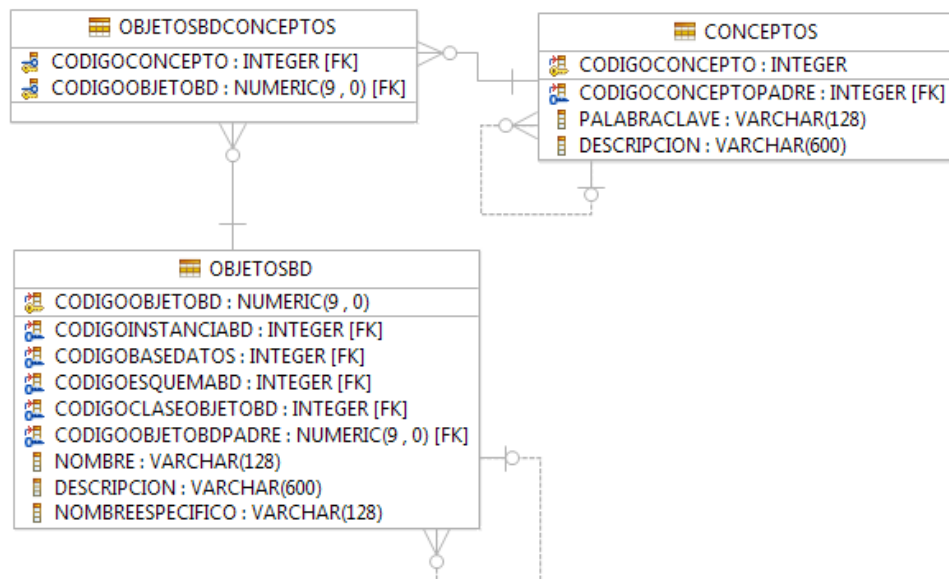 OBJETOSBDCONCEPTOS
CODIGOCONCEPTO : INTEGER [FK]
CODIGOOBJETOBD : NUMERIC(9 , 0) [FK]
CONCEPTOS
CODIGOCONCEPTO : INTEGER
CODIGOCONCEPTOPADRE : INTEGER [FK]
PALABRACLAVE : VARCHAR(128)
DESCRIPCION : VARCHAR(600)
OBJETOSBD
CODIGOOBJETOBD : NUMERIC(9 , 0)
CODIGOINSTANCIABD : INTEGER [FK]
CODIGOBASEDATOS : INTEGER [FK]
CODIGOESQUEMABD : INTEGER [FK]
CODIGOCLASEOBJETOBD : INTEGER [FK]
CODIGOOBJETOBDPADRE : NUMERIC(9 , 0) [FK]
NOMBRE : VARCHAR(128)
DESCRIPCION : VARCHAR(600)
NOMBREESPECIFICO : VARCHAR(128)